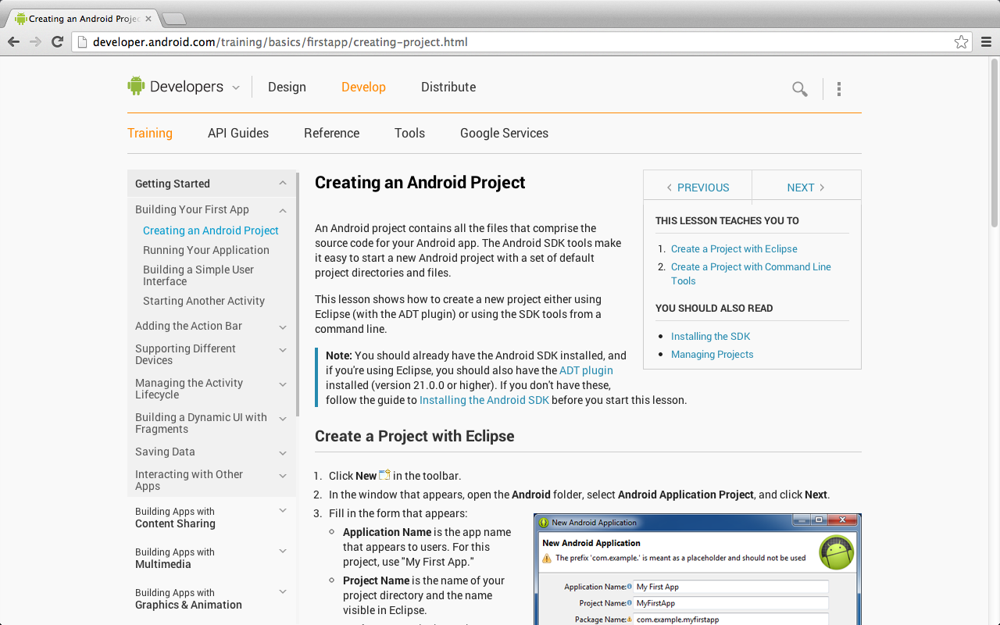 Creating an Android Projec
developer.android.com/training/basics/firstapp/creating-project.html
Developers
Design
Develop
Distribute
Training
API Guides
Reference
Tools
Google Services
Getting Started
Building Your First App
Creating an Android Project
Running Your Application
Building a Simple User
Interface
Starting Another Activity
Adding the Action Bar
Supporting Different
Devices
Managing the Activity
Lifecycle
Building a Dynamic UI with
Fragments
Saving Data
Interacting with Other
Apps
Building Apps with
Content Sharing
Building Apps with
Multimedia
Building Apps with
Graphics & Animation
Creating an Android Project
An Android project contains all the files that comprise the
source code for your Android app. The Android SDK tools make
it easy to start a new Android project with a set of default
project directories and files.
This lesson shows how to create a new project either using
Eclipse (with the ADT plugin) or using the SDK tools from a
command line.
Note: You should already have the Android SDK installed, and
if you're using Eclipse, you should also have the ADT plugin
installed (version 21.0.0 or higher). If you don't have these,
follow the guide to Installing the Android SDK before you start this lesson.
PREVIOUS
NEXT
THIS LESSON TEACHES YOU TO
1. Create a Project with Eclipse
2. Create a Project with Command Line
Tools
YOU SHOULD ALSO READ
Installing the SDK
Managing Projects
Create a Project with Eclipse
1. Click New in the toolbar.
2. In the window that appears, open the Android folder, select Android Application Project, and click Next.
3. Fill in the form that appears:
Application Name is the app name
that appears to users. For this
project, use "My First App."
Project Name is the name of your
project directory and the name
visible in Eclipse.
New Android Application
New Android Application
The prefix 'com.example.' is meant as a placeholder and should not be used
Application Name: My First App
Project Name: MyFirstApp
Package Name: com.example.myfirstapp